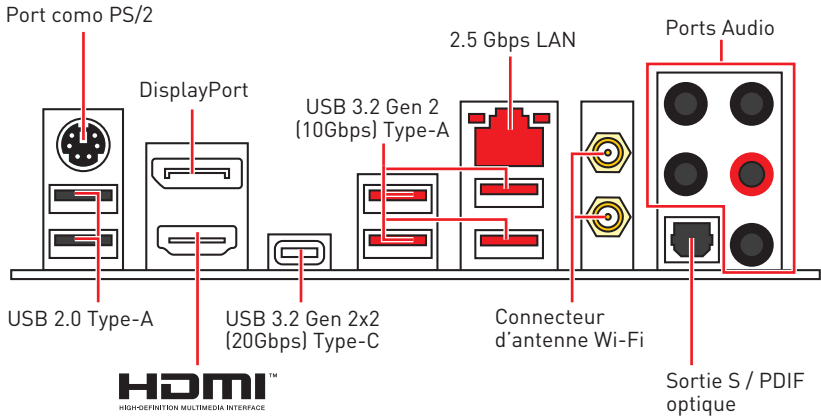 Port como PS/2
DisplayPort
USB 3.2 Gen 2
(10Gbps) Type-A
2.5 Gbps LAN
Ports Audio
USB 2.0 Type-A
USB 3.2 Gen 2x2
(20Gbps) Type-C
Connecteur
d'antenne Wi-Fi
HDMI™
HIGH-DEFINITION MULTIMEDIA INTERFACE
Sortie S / PDIF
optique